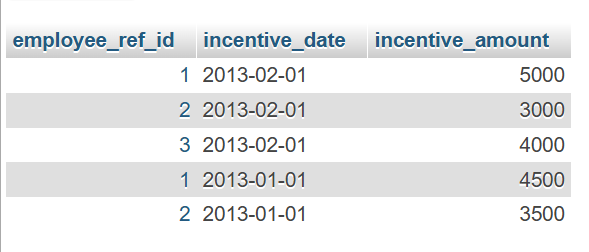 employee_ref_id incentive_date incentive_amount
1 2013-02-01 5000
2 2013-02-01 3000
3 2013-02-01 4000
1 2013-01-01 4500
2 2013-01-01 3500